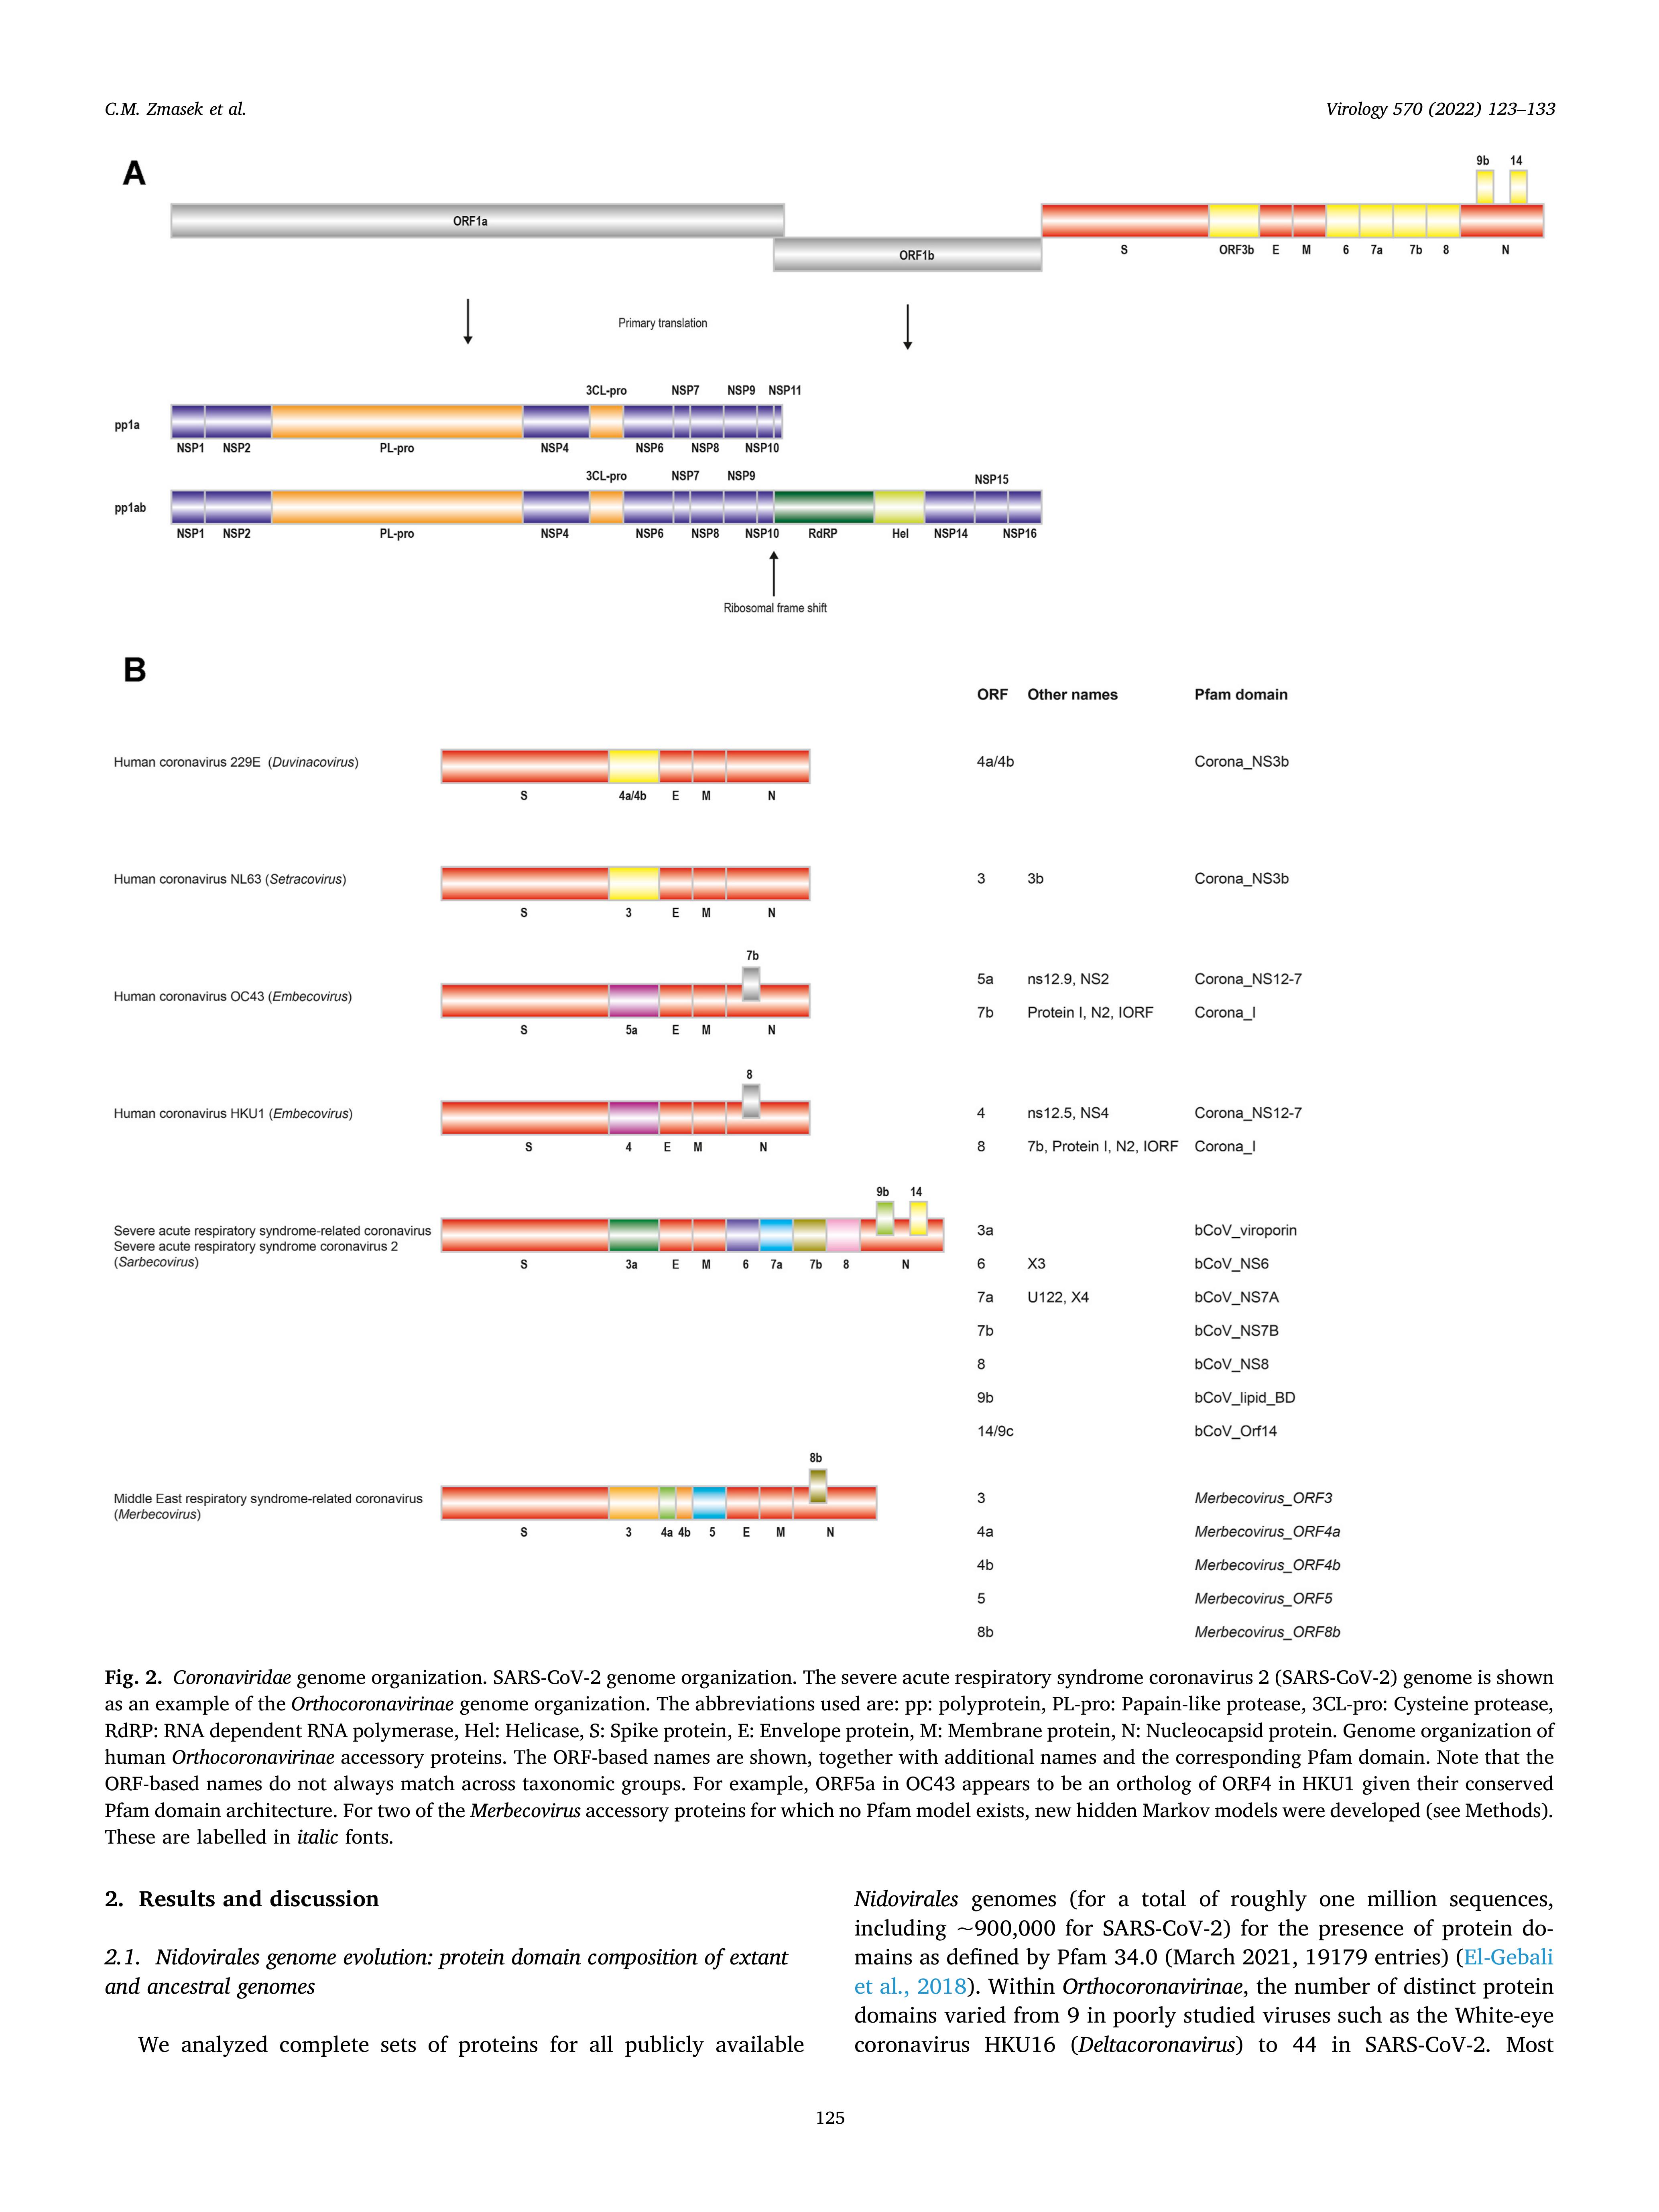 C.M. Zmasek et al.
Virology 570 (2022) 123–133
A
9b 14
ORF1a
S ORF3b E M 6 7a 7b 8 N
ORF1b
Primary translation
3CL-pro NSP7 NSP9 NSP11
pp1a
NSP1 NSP2 PL-pro NSP4 NSP6 NSP8 NSP10
3CL-pro NSP7 NSP9 NSP15
pp1ab
NSP1 NSP2 PL-pro NSP4 NSP6 NSP8 NSP10 RdRP Hel NSP14 NSP16
Ribosomal frame shift
B
ORF Other names Pfam domain
Human coronavirus 229E (Duvinacovirus)
S 4a/4b E M N
4a/4b Corona_NS3b
Human coronavirus NL63 (Setracovirus)
S 3 E M N
3 3b Corona_NS3b
Human coronavirus OC43 (Embecovirus)
7b
S 5a E M N
5a ns12.9, NS2 Corona_NS12-7
7b Protein I, N2, IORF Corona_I
Human coronavirus HKU1 (Embecovirus)
8
S 4 E M N
4 ns12.5, NS4 Corona_NS12-7
8 7b, Protein I, N2, IORF Corona_I
Severe acute respiratory syndrome-related coronavirus
Severe acute respiratory syndrome coronavirus 2
(Sarbecovirus)
9b 14
S 3a E M 6 7a 7b 8 N
3a bCoV_viroporin
6 X3 bCoV_NS6
7a U122, X4 bCoV_NS7A
7b bCoV_NS7B
8 bCoV_NS8
9b bCoV_lipid_BD
14/9c bCoV_Orf14
Middle East respiratory syndrome-related coronavirus
(Merbecovirus)
8b
S 3 4a 4b 5 E M N
3 Merbecovirus_ORF3
4a Merbecovirus_ORF4a
4b Merbecovirus_ORF4b
5 Merbecovirus_ORF5
8b Merbecovirus_ORF8b
Fig. 2. Coronaviridae genome organization. SARS-CoV-2 genome organization. The severe acute respiratory syndrome coronavirus 2 (SARS-CoV-2) genome is shown
as an example of the Orthocoronavirinae genome organization. The abbreviations used are: pp: polyprotein, PL-pro: Papain-like protease, 3CL-pro: Cysteine protease,
RdRP: RNA dependent RNA polymerase, Hel: Helicase, S: Spike protein, E: Envelope protein, M: Membrane protein, N: Nucleocapsid protein. Genome organization of
human Orthocoronavirinae accessory proteins. The ORF-based names are shown, together with additional names and the corresponding Pfam domain. Note that the
ORF-based names do not always match across taxonomic groups. For example, ORF5a in OC43 appears to be an ortholog of ORF4 in HKU1 given their conserved
Pfam domain architecture. For two of the Merbecovirus accessory proteins for which no Pfam model exists, new hidden Markov models were developed (see Methods).
These are labelled in italic fonts.
2. Results and discussion
2.1. Nidovirales genome evolution: protein domain composition of extant
and ancestral genomes
We analyzed complete sets of proteins for all publicly available
Nidovirales genomes (for a total of roughly one million sequences,
including ~900,000 for SARS-CoV-2) for the presence of protein do-
mains as defined by Pfam 34.0 (March 2021, 19179 entries) (El-Gebali
et al., 2018). Within Orthocoronavirinae, the number of distinct protein
domains varied from 9 in poorly studied viruses such as the White-eye
coronavirus HKU16 (Deltacoronavirus) to 44 in SARS-CoV-2. Most
125